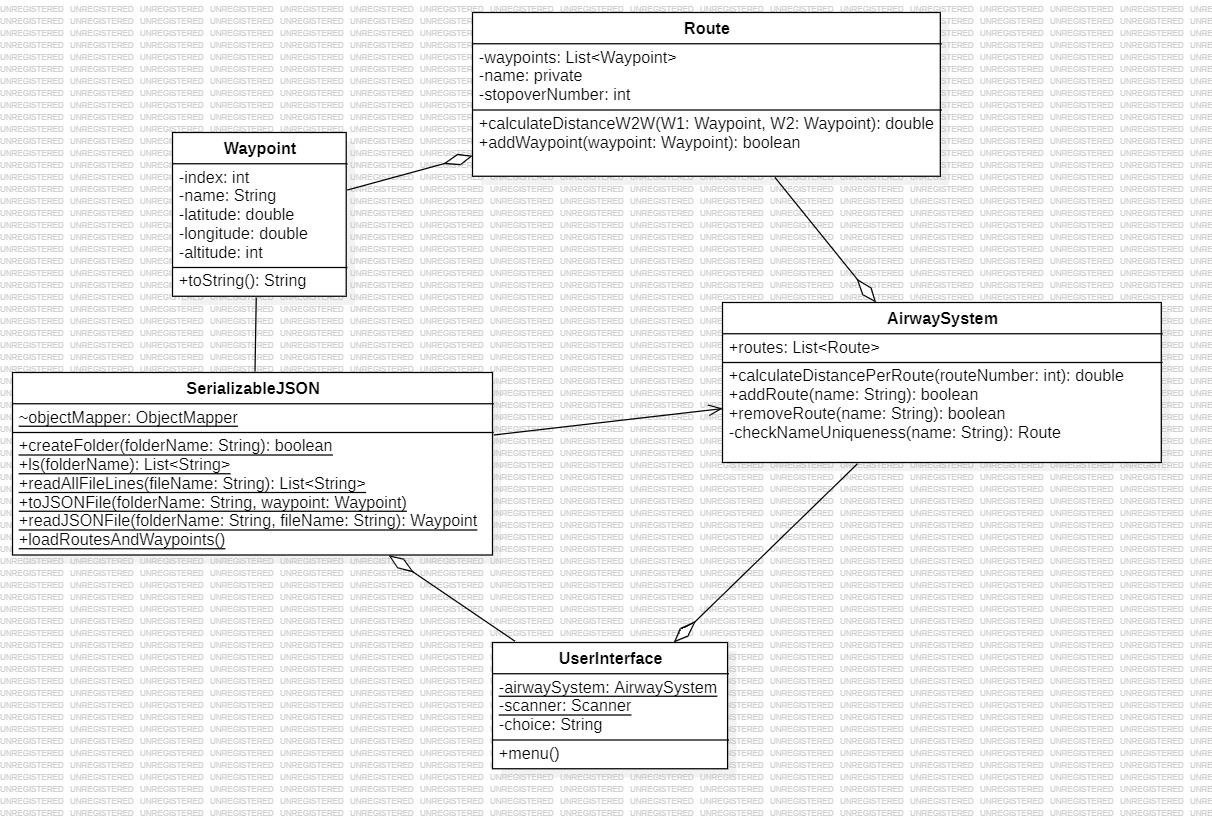 Route
-waypoints: List<Waypoint>
-name: private
-stopoverNumber: int
+calculateDistanceW2W(W1: Waypoint, W2: Waypoint): double
+addWaypoint(waypoint: Waypoint): boolean
Waypoint
-index: int
-name: String
-latitude: double
-longitude: double
-altitude: int
+toString(): String
AirwaySystem
+routes: List<Route>
+calculateDistancePerRoute(routeNumber: int): double
+addRoute(name: String): boolean
+removeRoute(name: String): boolean
-checkNameUniqueness(name: String): Route
SerializableJSON
~objectMapper: ObjectMapper
+createFolder(folderName: String): boolean
+ls(folderName): List<String>
+readAllFileLines(fileName: String): List<String>
+toJSONFile(folderName: String, waypoint: Waypoint)
+readJSONFile(folderName: String, fileName: String): Waypoint
+loadRoutesAndWaypoints()
UserInterface
-airwaySystem: AirwaySystem
-scanner: Scanner
-choice: String
+menu()
UNREGISTERED